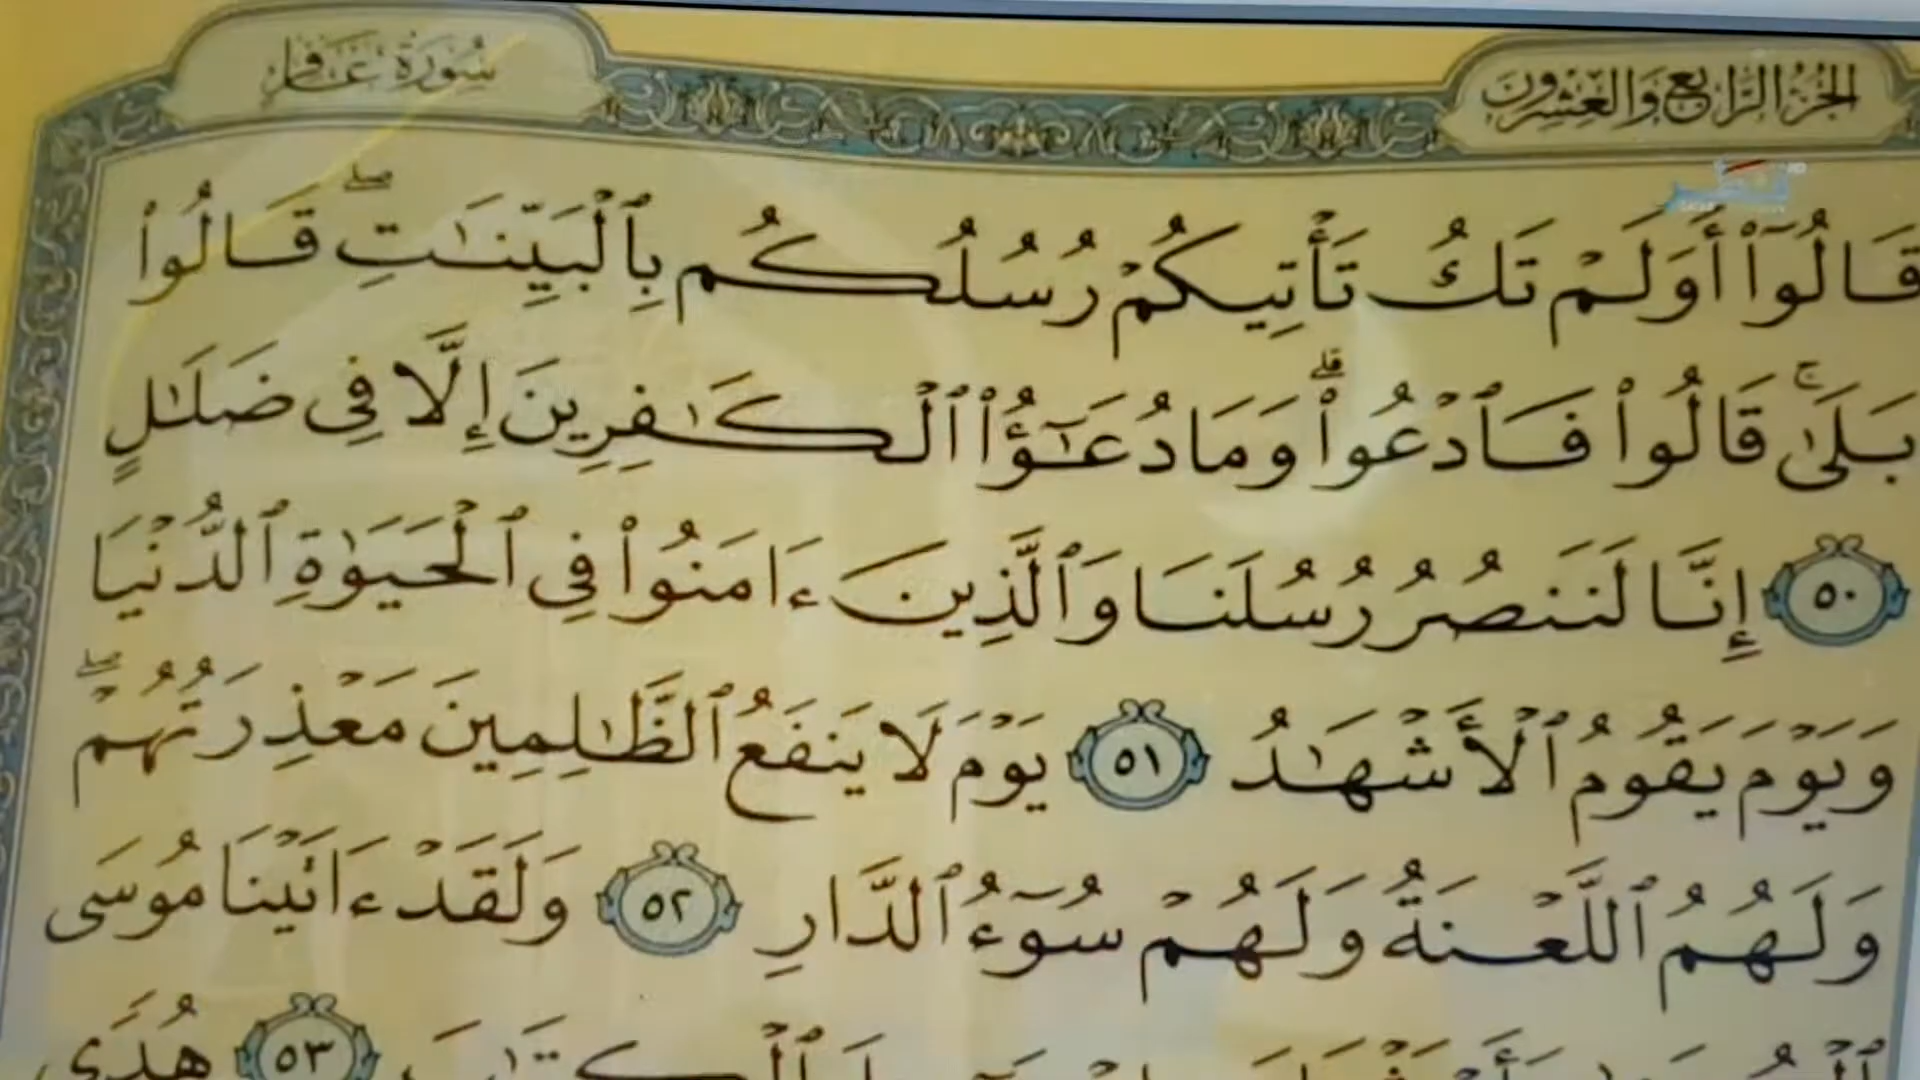 الجزء الرابع والعشرون
سورة غافر
قَالُوٓا۟ أَوَلَمْ تَكُ تَأْتِيكُمْ رُسُلُكُم بِٱلْبَيِّنَٰتِ ۖ قَالُوا۟
بَلَىٰ ۚ قَالُوا۟ فَٱدْعُوا۟ ۗ وَمَا دُعَٰٓؤُا۟ ٱلْكَٰفِرِينَ إِلَّا فِى ضَلَٰلٍ
٥٠ إِنَّا لَنَنصُرُ رُسُلَنَا وَٱلَّذِينَ ءَامَنُوا۟ فِى ٱلْحَيَوٰةِ ٱلدُّنْيَا
وَيَوْمَ يَقُومُ ٱلْأَشْهَٰدُ ٥١ يَوْمَ لَا يَنفَعُ ٱلظَّٰلِمِينَ مَعْذِرَتُهُمْ ۖ
وَلَهُمُ ٱللَّعْنَةُ وَلَهُمْ سُوٓءُ ٱلدَّارِ ٥٢ وَلَقَدْ ءَاتَيْنَا مُوسَى
ٱلْكِتَٰبَ ٥٣ هُدًى